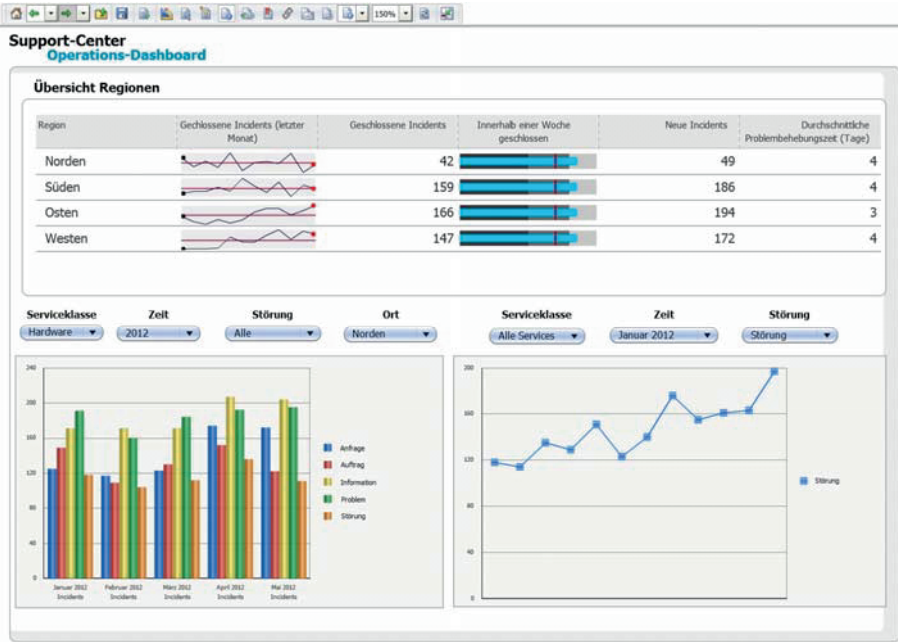 150%
Support-Center
Operations-Dashboard
Übersicht Regionen
Region
Gechlossene Incidents (letzter
Monat)
Geschlossene Incidents
Innerhalb einer Woche
geschlossen
Neue Incidents
Durchschnittliche
Problembehebungszeit (Tage)
Norden 42 49 4
Süden 159 186 4
Osten 166 194 3
Westen 147 172 4
Serviceklasse Zeit Störung Ort
Hardware 2012 Alle Norden
Serviceklasse Zeit Störung
Alle Services Januar 2012 Störung
240
200
160
120
80
40
0
Januar 2012
Incidents
Februar 2012
Incidents
März 2012
Incidents
April 2012
Incidents
Mai 2012
Incidents
Anfrage
Auftrag
Information
Problem
Störung
200
160
120
80
40
0
Störung